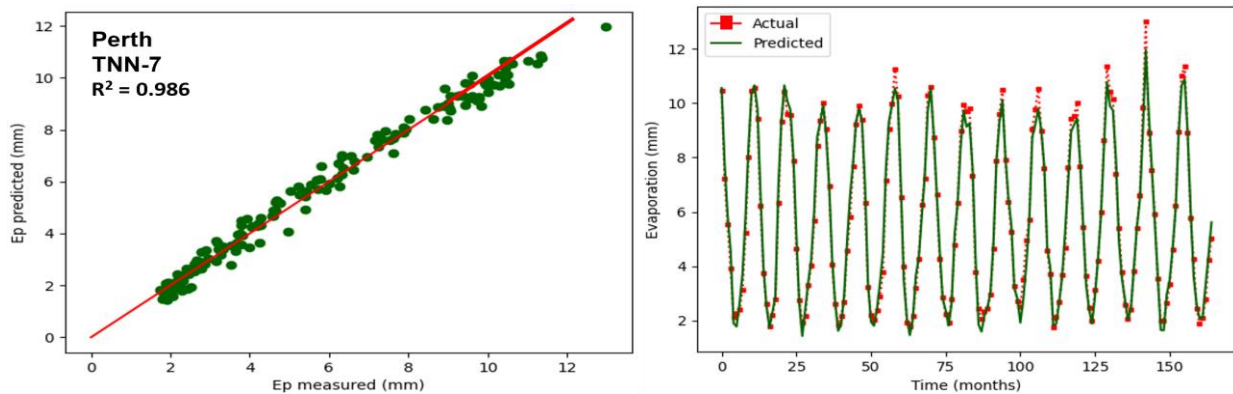 12
10
8
6
4
2
0
Ep predicted (mm)
Perth
TNN-7
R² = 0.986
0 2 4 6 8 10 12
Ep measured (mm)
Actual
Predicted
12
10
8
6
4
2
Evaporation (mm)
0 25 50 75 100 125 150
Time (months)